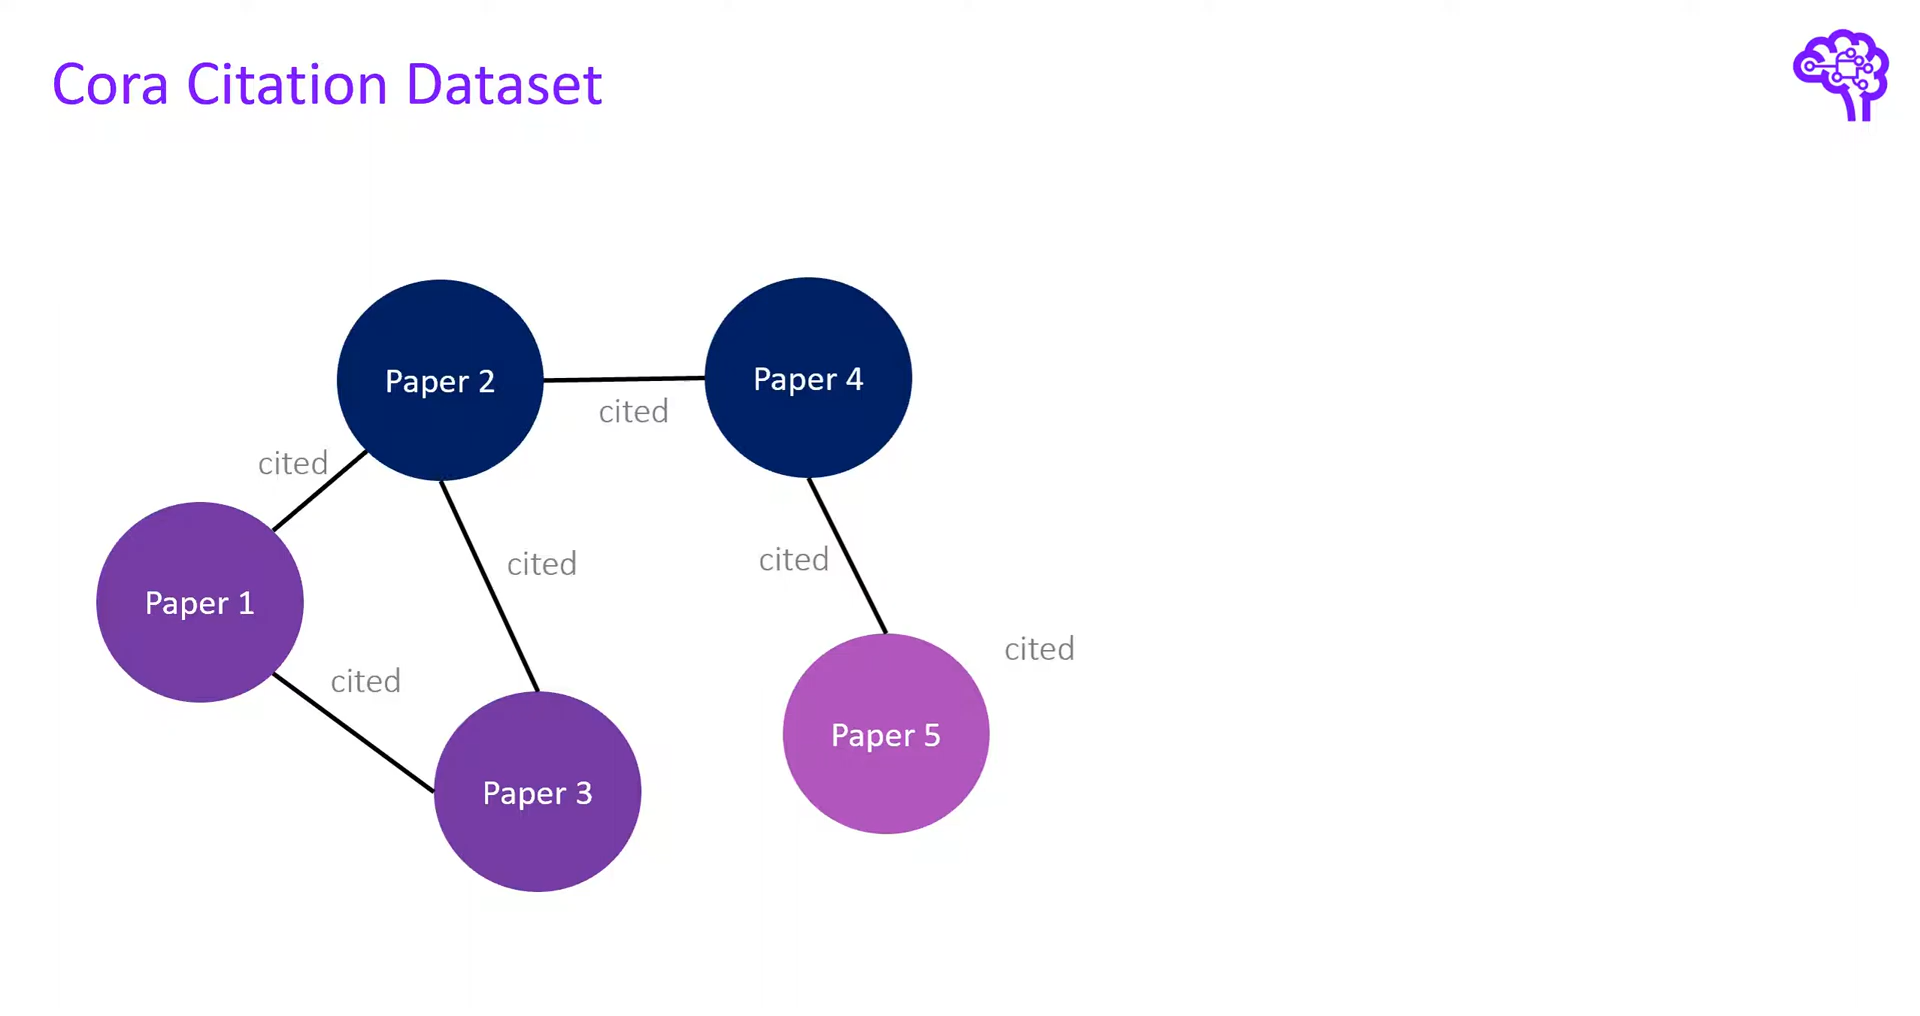 Cora Citation Dataset
Paper 2
Paper 4
cited
cited
cited
cited
Paper 1
cited
cited
Paper 5
Paper 3